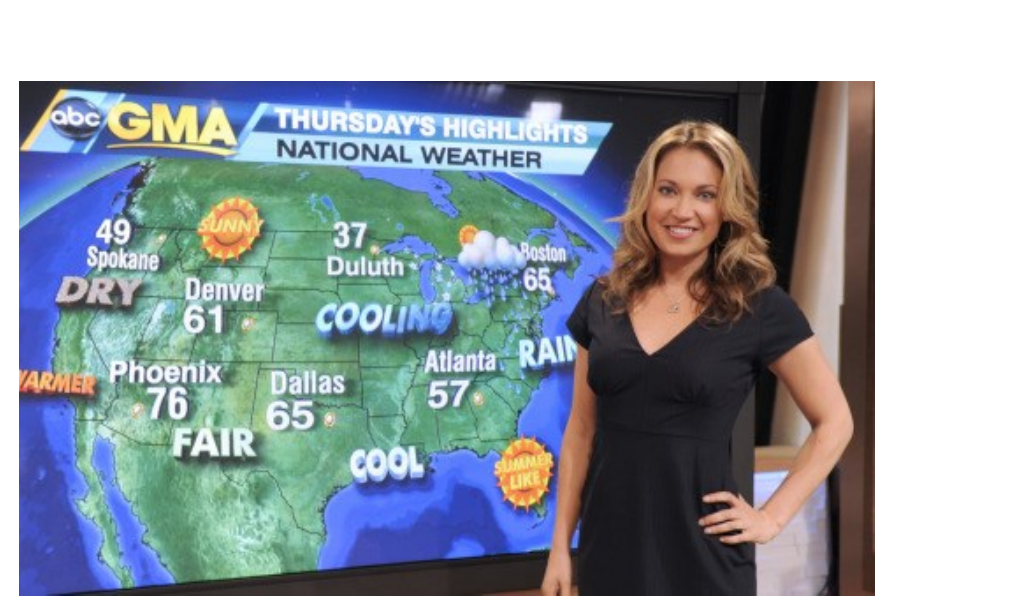 abc GMA
THURSDAY'S HIGHLIGHTS
NATIONAL WEATHER
49
Spokane
SUNNY
37
Duluth
Boston
65
DRY
Denver
61
COOLING
WARMER
Phoenix
76
Dallas
65
Atlanta
57
RAIN
FAIR
COOL
SUMMER
LIKE